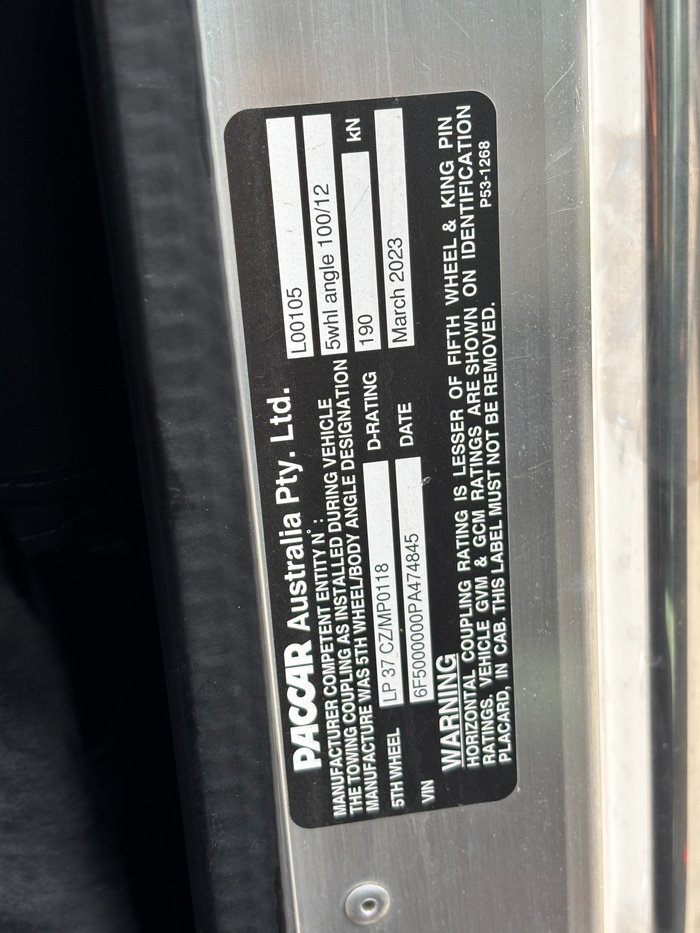 PACCAR Australia Pty. Ltd.
MANUFACTURER COMPETENT ENTITY N°: L00105
THE TOWING COUPLING AS INSTALLED DURING VEHICLE
MANUFACTURE WAS 5TH WHEEL/BODY ANGLE DESIGNATION 5whl angle 100/12
5TH WHEEL LP 37 CZ/MP0118 D-RATING 190 kN
VIN 6F5000000PA474845 DATE March 2023
WARNING
HORIZONTAL COUPLING RATING IS LESSER OF FIFTH WHEEL & KING PIN
RATINGS. VEHICLE GVM & GCM RATINGS ARE SHOWN ON IDENTIFICATION
PLACARD, IN CAB. THIS LABEL MUST NOT BE REMOVED. P53-1268